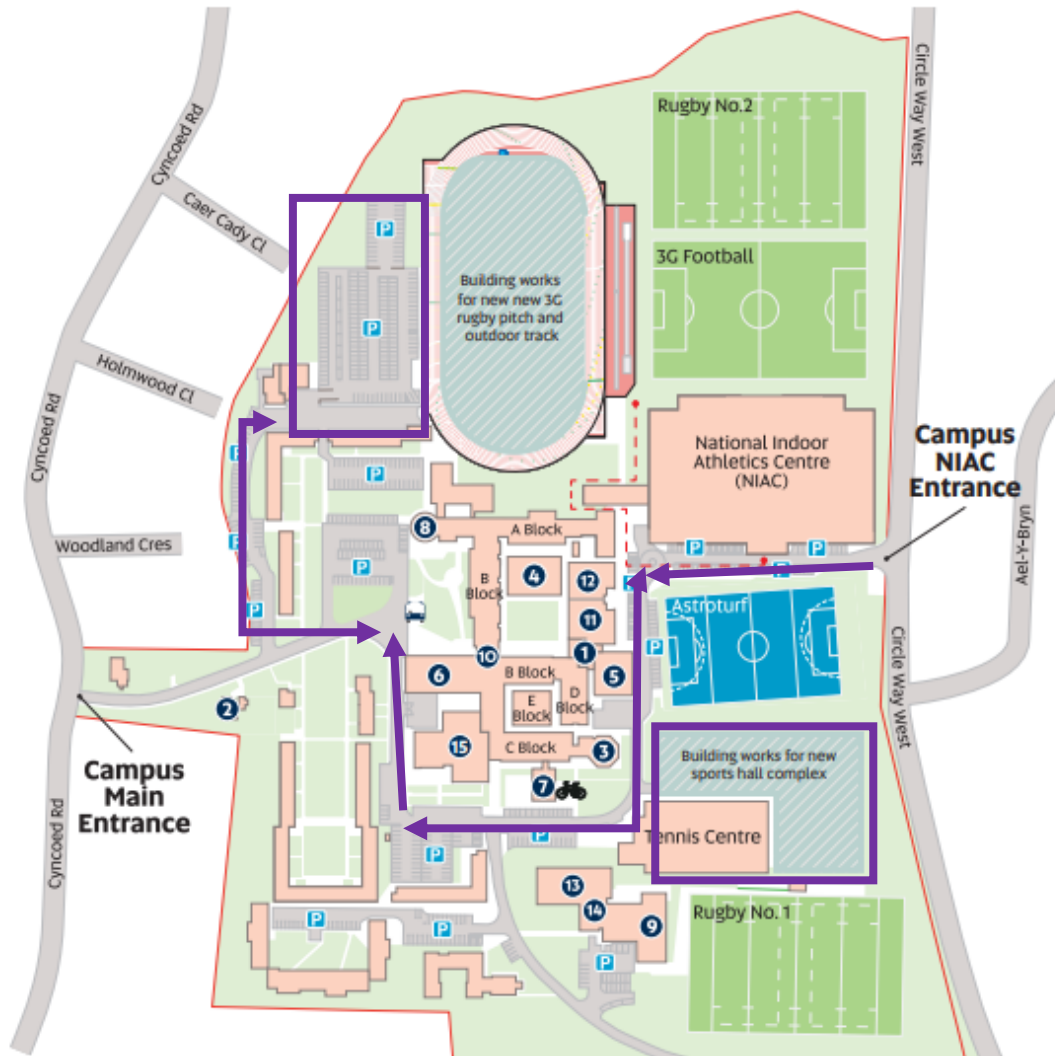 Circle Way West
Rugby No.2
Cyncoed Rd
Caer Cady Cl
P
3G Football
Building works
for new new 3G
rugby pitch and
outdoor track
P
Holmwood Cl
Cyncoed Rd
National Indoor
Athletics Centre
(NIAC)
Campus
NIAC
Entrance
P
P
8
A Block
Woodland Cres
P
P
P
P
Ael-Y-Bryn
P
B
Block
4
12
P
P
Astroturf
P
11
10
1
P
6
B Block
5
Circle Way West
D
Block
E
Block
2
15
C Block
3
Building works for new
sports hall complex
Campus
Main
Entrance
7
Tennis Centre
P
P
Cyncoed Rd
13
14
9
Rugby No. 1
P
P
P